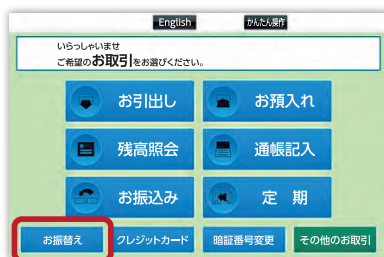 English
かんたん操作
いらっしゃいませ
ご希望のお取引をお選びください。
お引出し
お預入れ
残高照会
通帳記入
お振込み
定 期
お振替え
クレジットカード
暗証番号変更
その他のお取引